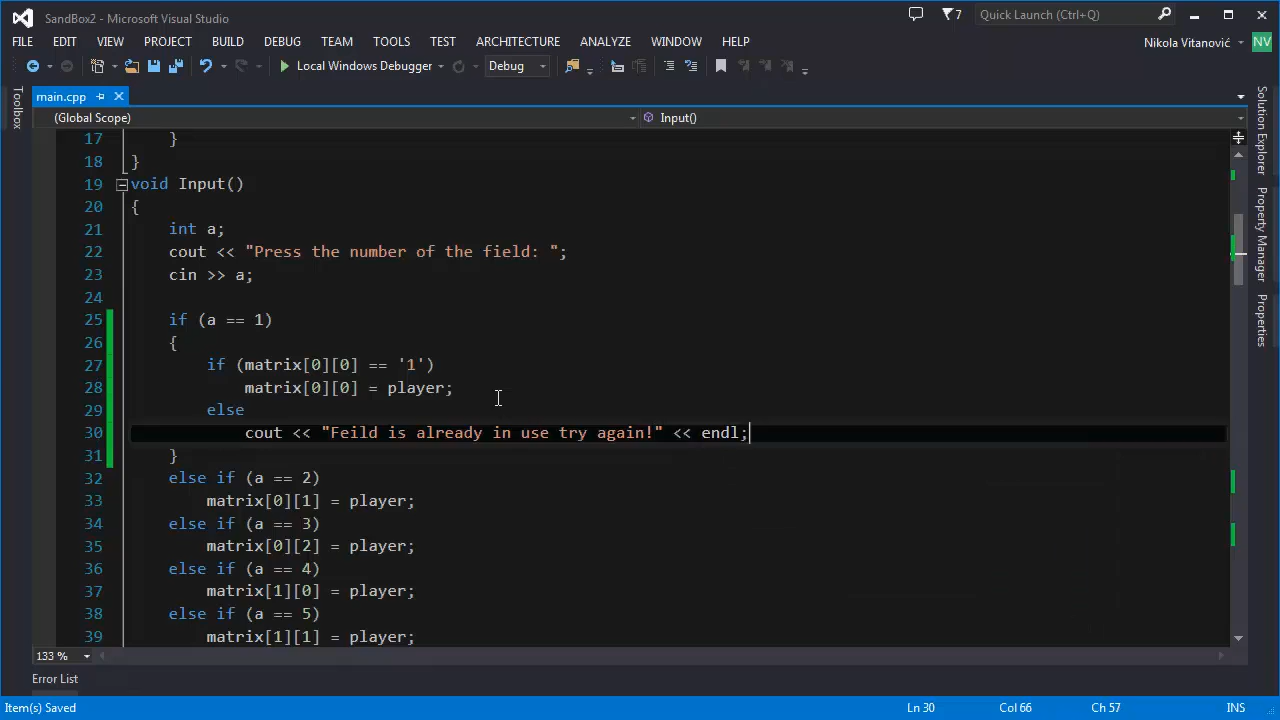 SandBox2 - Microsoft Visual Studio
7
Quick Launch (Ctrl+Q)
FILE EDIT VIEW PROJECT BUILD DEBUG TEAM TOOLS TEST ARCHITECTURE ANALYZE WINDOW HELP
Nikola Vitanović
NV
Local Windows Debugger
Debug
Toolbox
main.cpp
(Global Scope)
Input()
17 }
18 }
19 void Input()
20 {
21 int a;
22 cout << "Press the number of the field: ";
23 cin >> a;
24
25 if (a == 1)
26 {
27 if (matrix[0][0] == '1')
28 matrix[0][0] = player;
29 else
30 cout << "Feild is already in use try again!" << endl;
31 }
32 else if (a == 2)
33 matrix[0][1] = player;
34 else if (a == 3)
35 matrix[0][2] = player;
36 else if (a == 4)
37 matrix[1][0] = player;
38 else if (a == 5)
39 matrix[1][1] = player;
Solution Explorer
Property Manager
Properties
133 %
Error List
Item(s) Saved
Ln 30
Col 66
Ch 57
INS